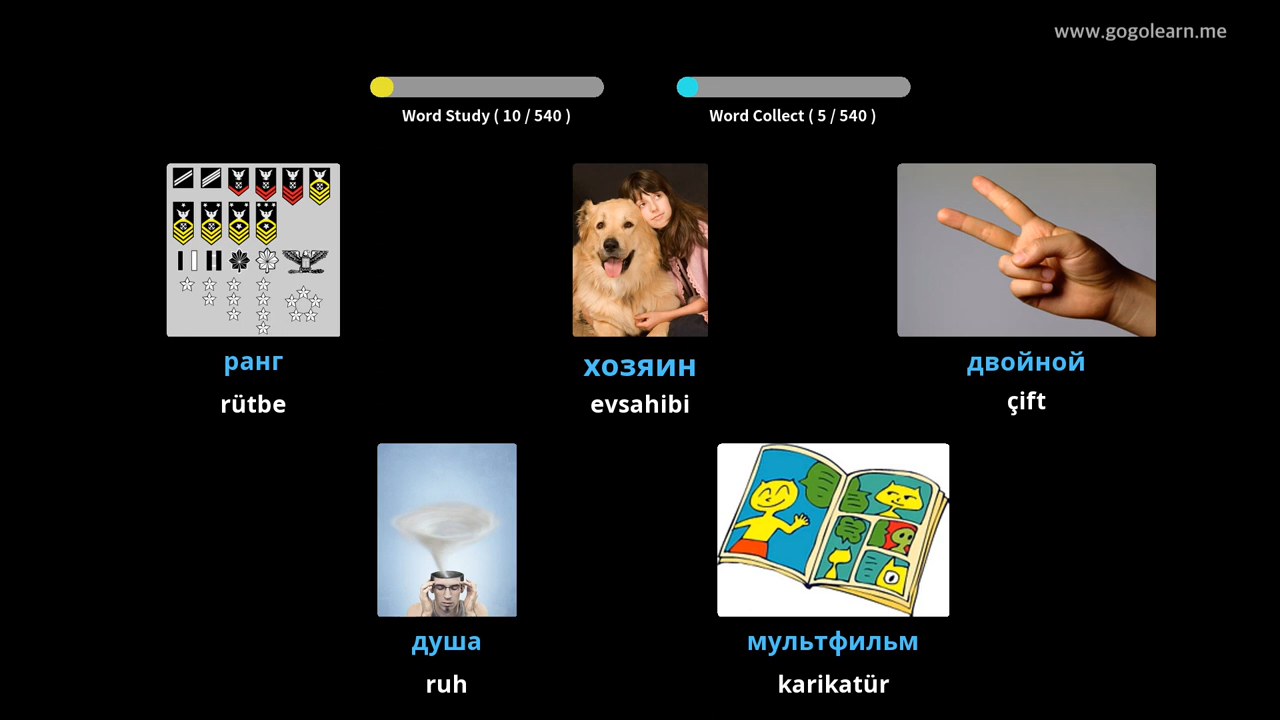 www.gogolearn.me
Word Study ( 10 / 540 )
Word Collect ( 5 / 540 )
ранг
хозяин
двойной
rütbe
evsahibi
çift
душа
мультфильм
ruh
karikatür